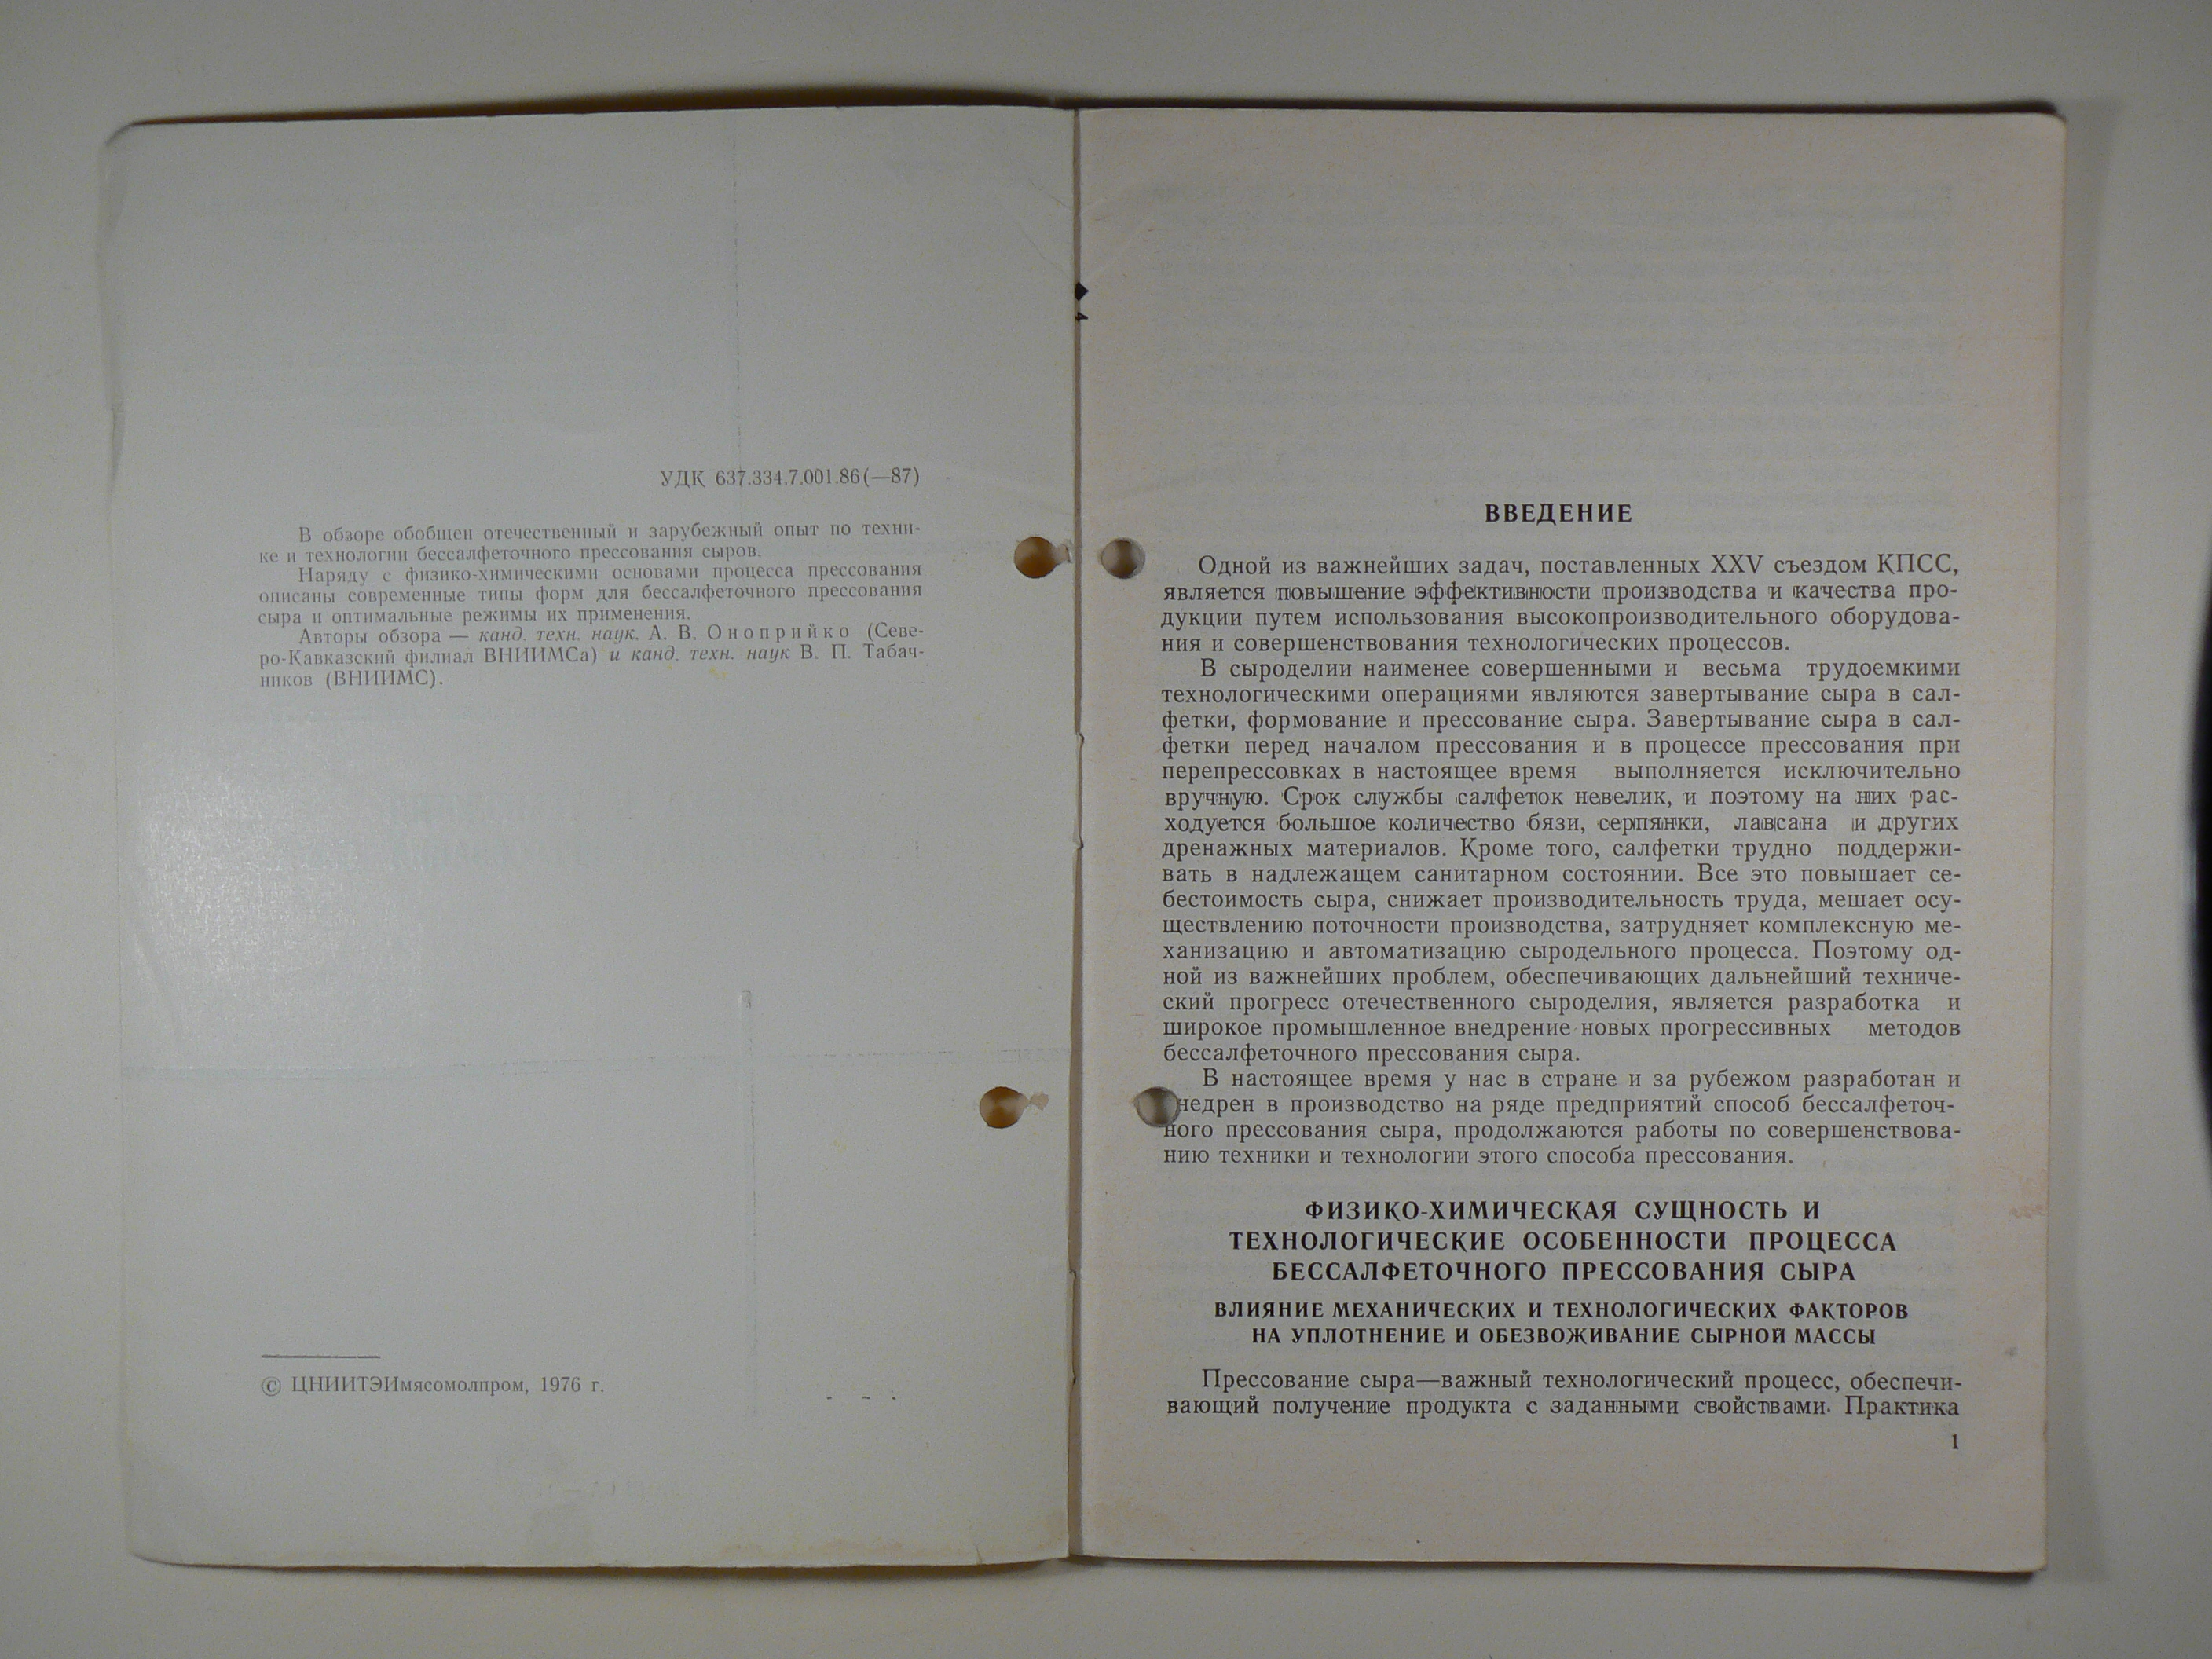 УДК 637.334.7.001.86(—87)
В обзоре обобщен отечественный и зарубежный опыт по техни-
ке и технологии бессалфеточного прессования сыров.
Наряду с физико-химическими основами процесса прессования
описаны современные типы форм для бессалфеточного прессования
сыра и оптимальные режимы их применения.
Авторы обзора — канд. техн. наук. А. В. Оноприйко (Севе-
ро-Кавказский филиал ВНИИМСа) и канд. техн. наук В. П. Табач-
ников (ВНИИМС).
© ЦНИИТЭИмясомолпром, 1976 г.
ВВЕДЕНИЕ
Одной из важнейших задач, поставленных XXV съездом КПСС,
является повышение эффективности производства и качества про-
дукции путем использования высокопроизводительного оборудова-
ния и совершенствования технологических процессов.
В сыроделии наименее совершенными и весьма трудоемкими
технологическими операциями являются завертывание сыра в сал-
фетки, формование и прессование сыра. Завертывание сыра в сал-
фетки перед началом прессования и в процессе прессования при
перепрессовках в настоящее время выполняется исключительно
вручную. Срок службы салфеток невелик, и поэтому на них рас-
ходуется большое количество бязи, серпянки, лавсана и других
дренажных материалов. Кроме того, салфетки трудно поддержи-
вать в надлежащем санитарном состоянии. Все это повышает се-
бестоимость сыра, снижает производительность труда, мешает осу-
ществлению поточности производства, затрудняет комплексную ме-
ханизацию и автоматизацию сыродельного процесса. Поэтому од-
ной из важнейших проблем, обеспечивающих дальнейший техниче-
ский прогресс отечественного сыроделия, является разработка и
широкое промышленное внедрение новых прогрессивных методов
бессалфеточного прессования сыра.
В настоящее время у нас в стране и за рубежом разработан и
недрен в производство на ряде предприятий способ бессалфеточ-
ного прессования сыра, продолжаются работы по совершенствова-
нию техники и технологии этого способа прессования.
ФИЗИКО-ХИМИЧЕСКАЯ СУЩНОСТЬ И
ТЕХНОЛОГИЧЕСКИЕ ОСОБЕННОСТИ ПРОЦЕССА
БЕССАЛФЕТОЧНОГО ПРЕССОВАНИЯ СЫРА
ВЛИЯНИЕ МЕХАНИЧЕСКИХ И ТЕХНОЛОГИЧЕСКИХ ФАКТОРОВ
НА УПЛОТНЕНИЕ И ОБЕЗВОЖИВАНИЕ СЫРНОЙ МАССЫ
Прессование сыра—важный технологический процесс, обеспечи-
вающий получение продукта с заданными свойствами. Практика
1